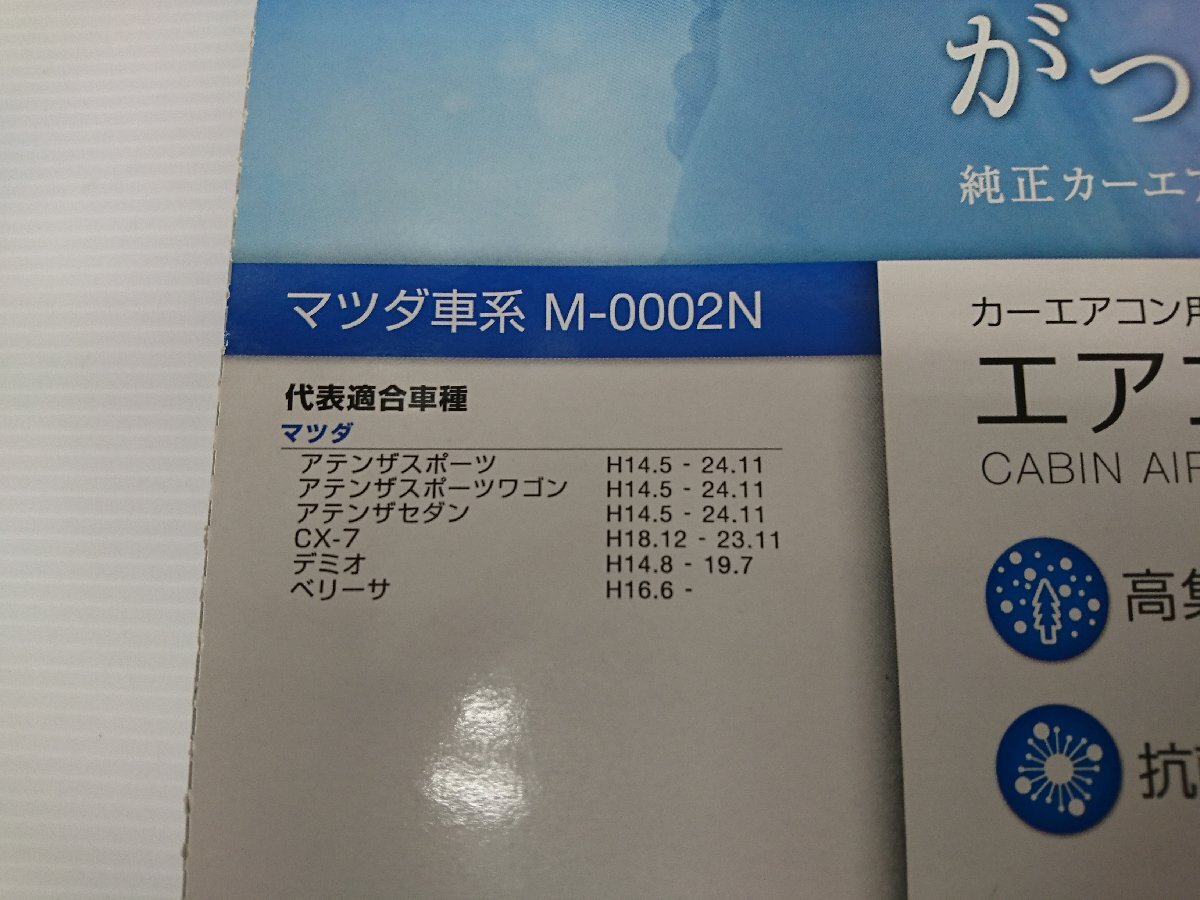 がっ
純正カーエア
マツダ車系 M-0002N
代表適合車種
マツダ
アテンザスポーツ H14.5 - 24.11
アテンザスポーツワゴン H14.5 - 24.11
アテンザセダン H14.5 - 24.11
CX-7 H18.12 - 23.11
デミオ H14.8 - 19.7
ベリーサ H16.6 -
カーエアコン用
エア
CABIN AIR
高集
抗